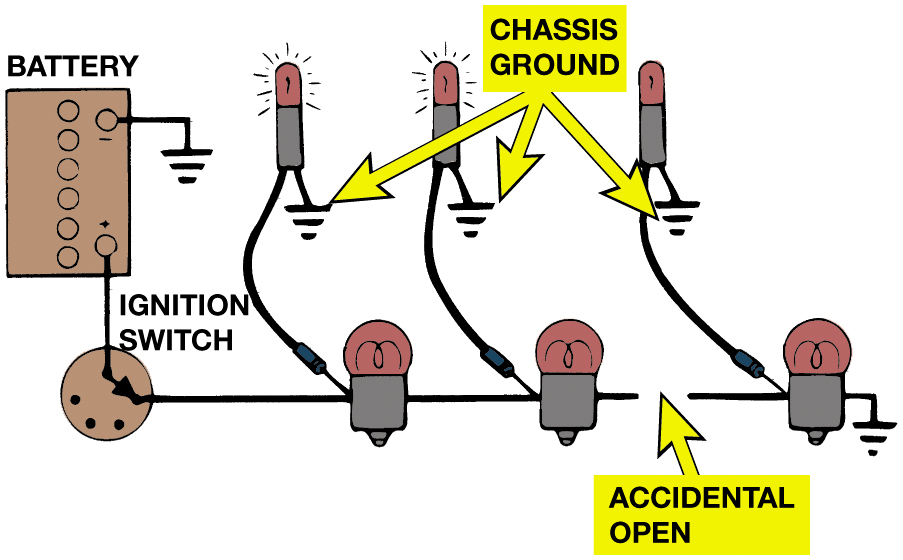 CHASSIS
GROUND
BATTERY
IGNITION
SWITCH
ACCIDENTAL
OPEN